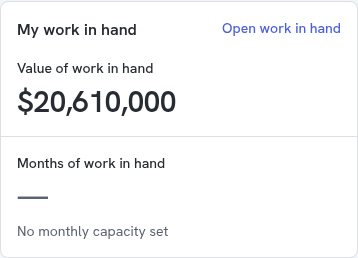 My work in hand
Open work in hand
Value of work in hand
$20,610,000
Months of work in hand
—
No monthly capacity set